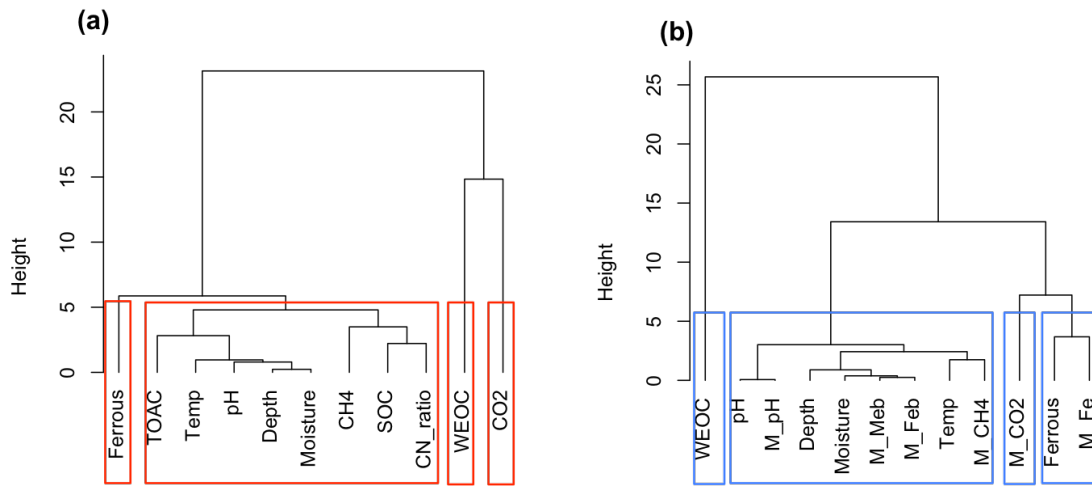 (a)
Height
0
5
10
15
20
Ferrous
TOAC
Temp
pH
Depth
Moisture
CH4
SOC
CN_ratio
WEOC
CO2
(b)
Height
0
5
10
15
20
25
WEOC
pH
M_pH
Depth
Moisture
M_Meb
M_Feb
Temp
M_CH4
M_CO2
Ferrous
M_Fe